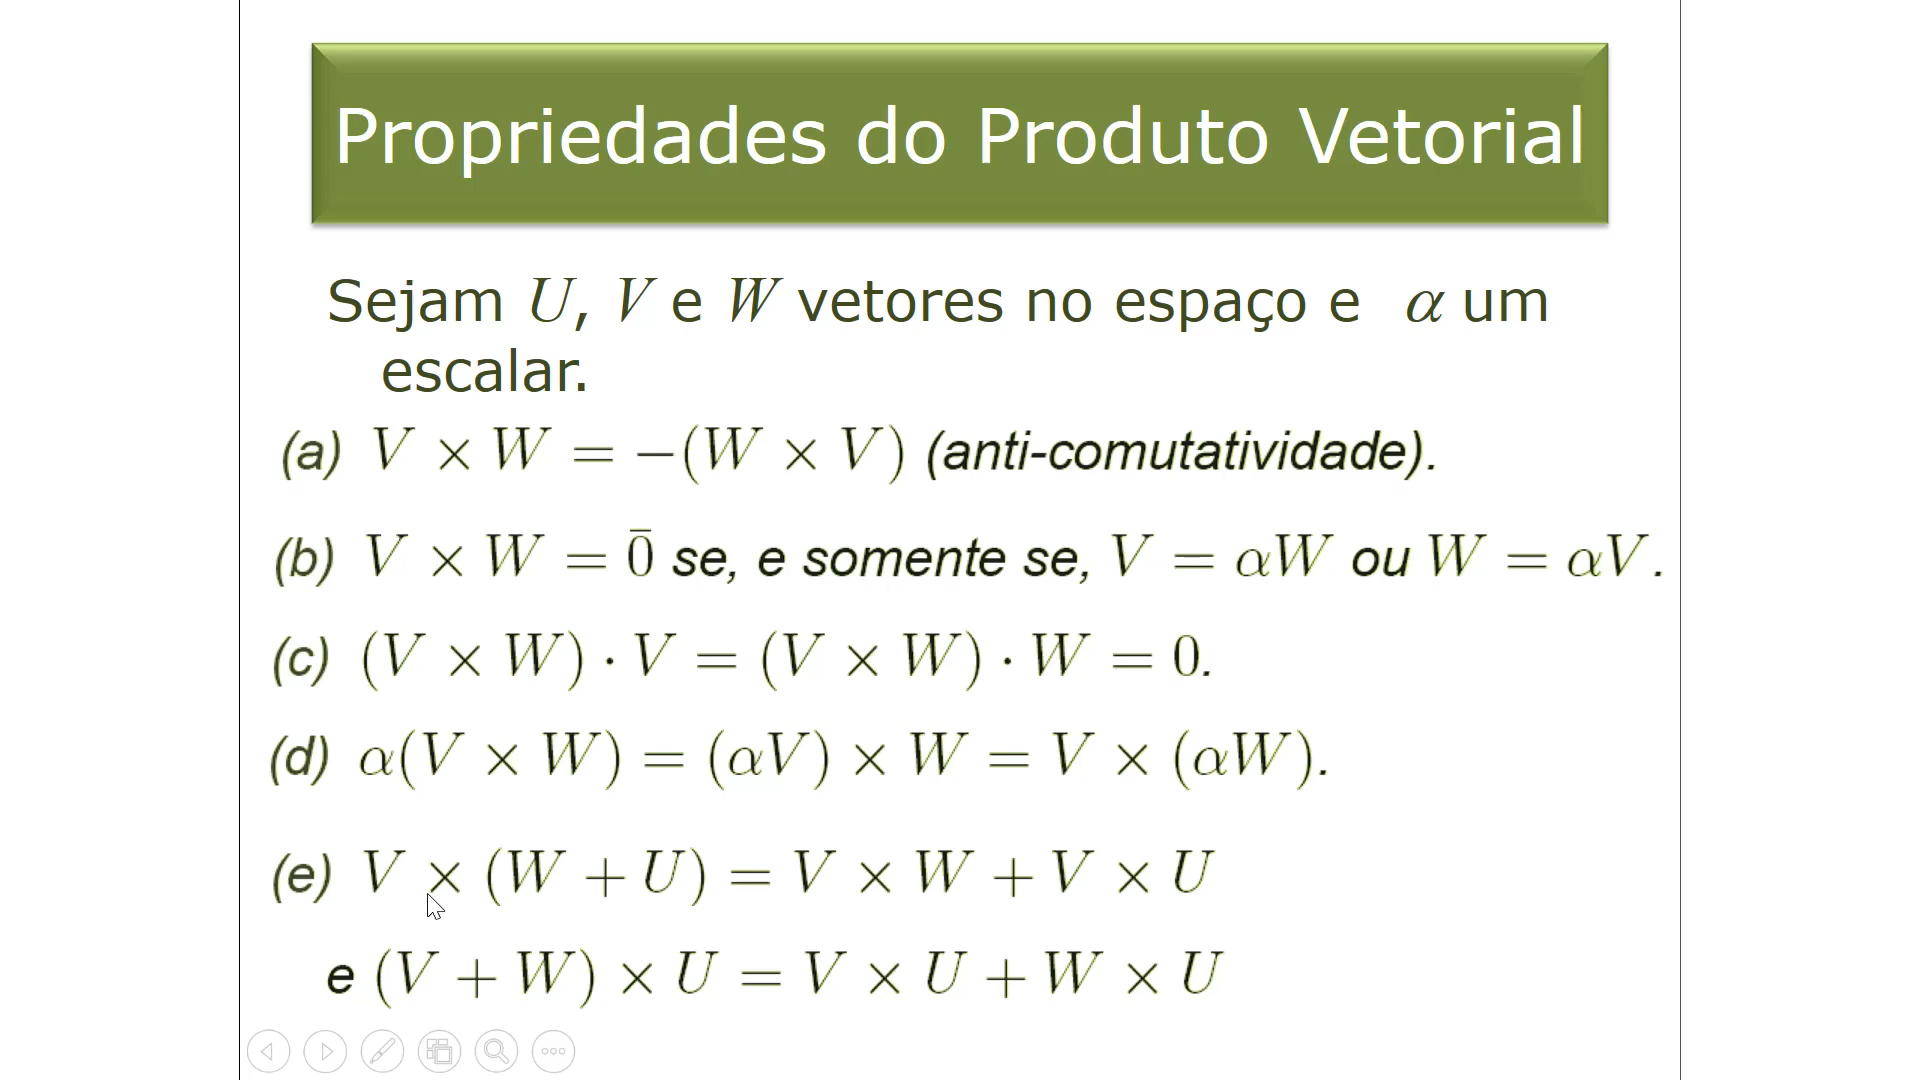 Propriedades do Produto Vetorial
Sejam U, V e W vetores no espaço e α um
escalar.
(a) V × W = −(W × V) (anti-comutatividade).
(b) V × W = 0̄ se, e somente se, V = αW ou W = αV.
(c) (V × W) · V = (V × W) · W = 0.
(d) α(V × W) = (αV) × W = V × (αW).
(e) V × (W + U) = V × W + V × U
e (V + W) × U = V × U + W × U